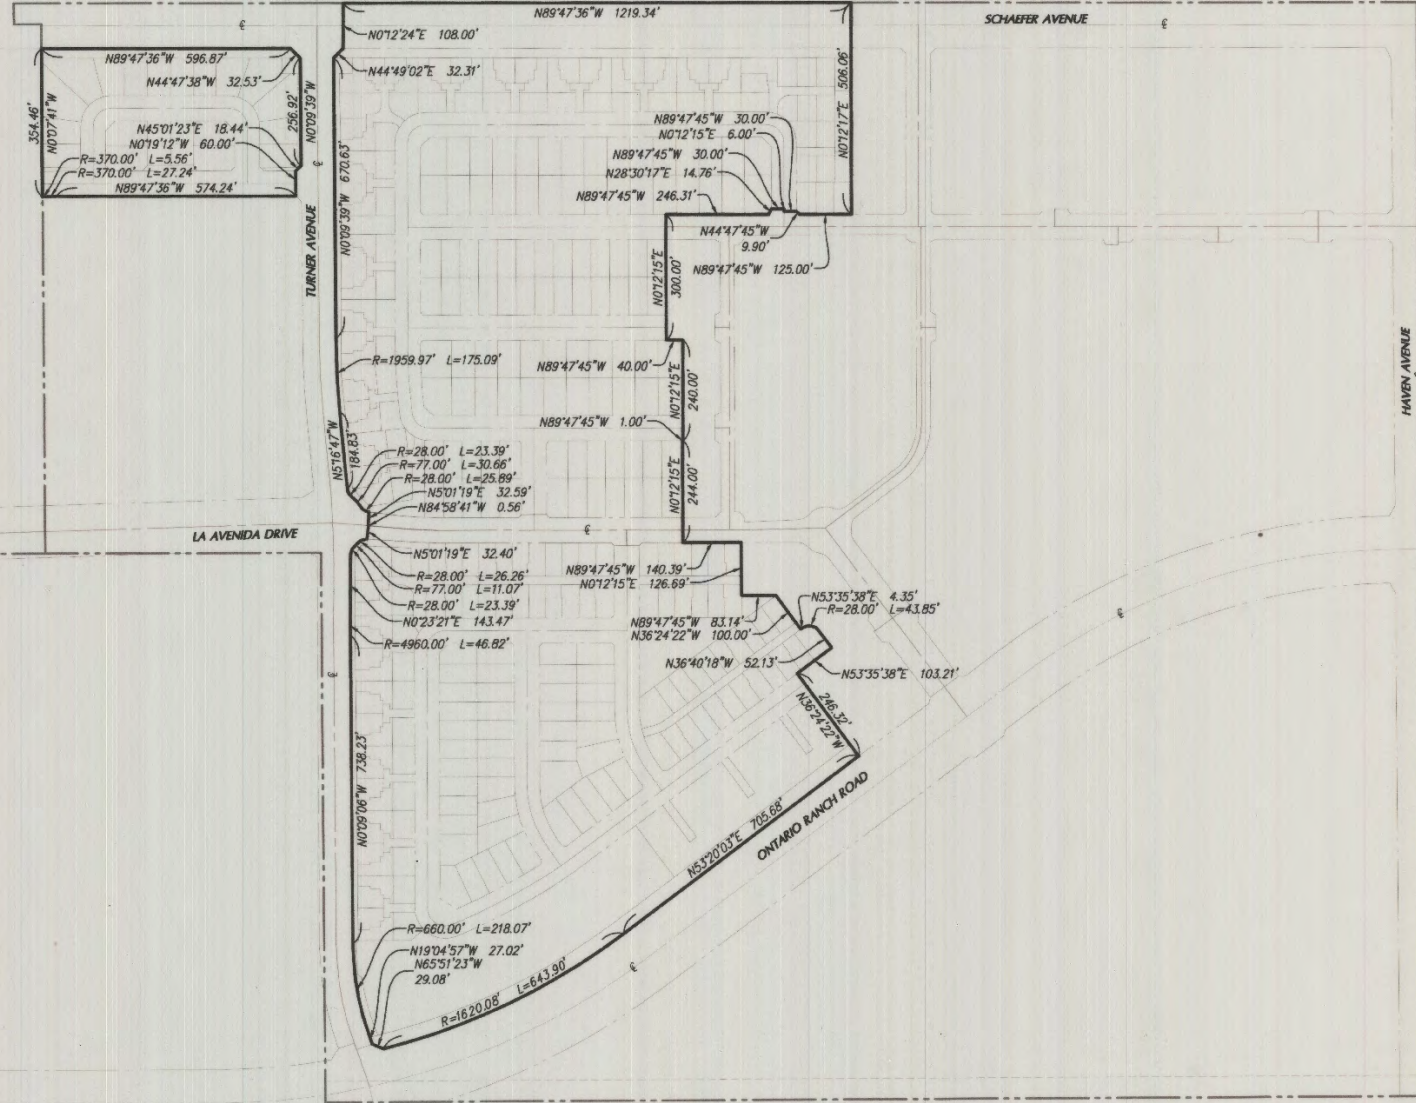 N89°47'36"W 1219.34'
SCHAEFER AVENUE
℄
℄
N0°12'24"E 108.00'
N89°47'36"W 596.87'
N44°49'02"E 32.31'
N44°47'38"W 32.53'
354.46'
N0°07'41"W
256.92'
N0°09'39"W
N45°01'23"E 18.44'
N0°19'12"W 60.00'
R=370.00' L=5.56'
R=370.00' L=27.24'
N89°47'36"W 574.24'
℄
TURNER AVENUE
N0°09'39"W 670.63'
506.06'
N0°12'17"E
N89°47'45"W 30.00'
N0°12'15"E 6.00'
N89°47'45"W 30.00'
N28°30'17"E 14.76'
N89°47'45"W 246.31'
N44°47'45"W
9.90'
N89°47'45"W 125.00'
N0°12'15"E
300.00'
HAVEN AVENUE
R=1959.97' L=175.09'
N89°47'45"W 40.00'
N0°12'15"E
240.00'
N89°47'45"W 1.00'
N5°16'47"W
184.83'
R=28.00' L=23.39'
R=77.00' L=30.66'
R=28.00' L=25.89'
N5°01'19"E 32.59'
N84°58'41"W 0.56'
N0°12'15"E
244.00'
LA AVENIDA DRIVE
℄
N5°01'19"E 32.40'
R=28.00' L=26.26'
R=77.00' L=11.07'
R=28.00' L=23.39'
N0°23'21"E 143.47'
R=4960.00' L=46.82'
N89°47'45"W 140.39'
N0°12'15"E 126.69'
N53°35'38"E 4.35'
R=28.00' L=43.85'
N89°47'45"W 83.14'
N36°24'22"W 100.00'
℄
N36°40'18"W 52.13'
N53°35'38"E 103.21'
℄
246.32'
N36°24'22"W
N0°09'06"W 738.23'
N53°20'03"E 705.68'
ONTARIO RANCH ROAD
R=660.00' L=218.07'
N19°04'57"W 27.02'
N65°51'23"W
29.08'
℄
R=1620.08' L=643.90'